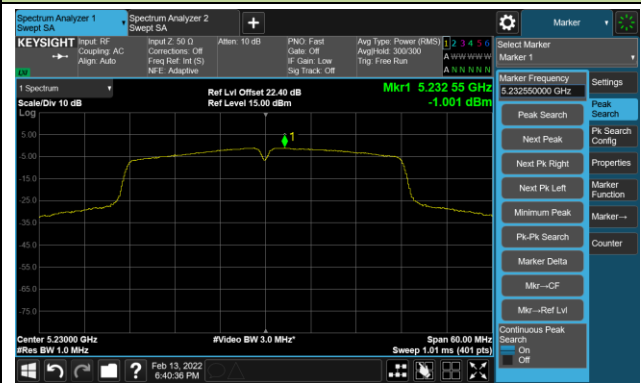 Spectrum Analyzer 1
Swept SA
Spectrum Analyzer 2
Swept SA
+
Marker
KEYSIGHT
Input: RF
Coupling: AC
Align: Auto
Input Z: 50 Ω
Corrections: Off
Freq Ref: Int (S)
NFE: Adaptive
Atten: 10 dB
PNO: Fast
Gate: Off
IF Gain: Low
Sig Track: Off
Avg Type: Power (RMS)
Avg|Hold: 300/300
Trig: Free Run
1 2 3 4 5 6
A W W W W W
A N N N N N
LVI
Select Marker
Marker 1
1 Spectrum
Scale/Div 10 dB
Log
Ref Lvl Offset 22.40 dB
Ref Level 15.00 dBm
Mkr1 5.232 55 GHz
-1.001 dBm
1
5.00
-5.00
-15.0
-25.0
-35.0
-45.0
-55.0
-65.0
-75.0
Center 5.23000 GHz
#Res BW 1.0 MHz
#Video BW 3.0 MHz*
Span 60.00 MHz
Sweep 1.01 ms (401 pts)
Marker Frequency
5.232550000 GHz
Peak Search
Next Peak
Next Pk Right
Next Pk Left
Minimum Peak
Pk-Pk Search
Marker Delta
Mkr→CF
Mkr→Ref Lvl
Continuous Peak
Search
On
Off
Settings
Peak
Search
Pk Search
Config
Properties
Marker
Function
Marker→
Counter
?
Feb 13, 2022
6:40:36 PM